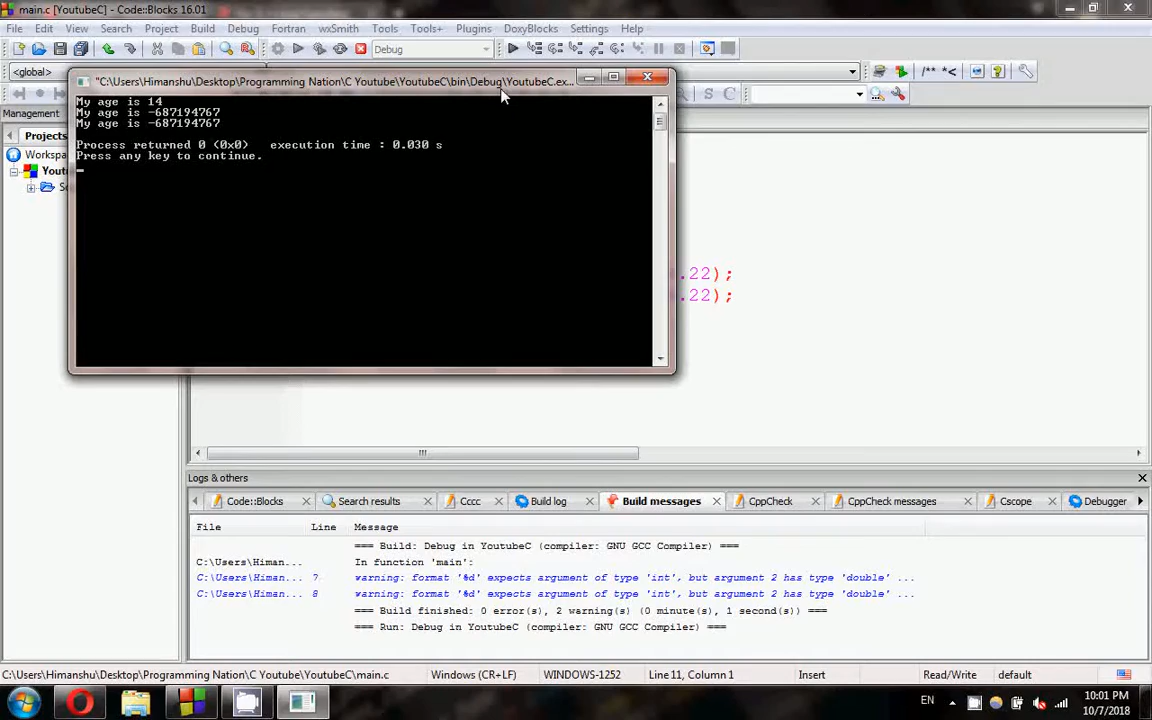 main.c [YoutubeC] - Code::Blocks 16.01
File Edit View Search Project Build Debug Fortran wxSmith Tools Tools+ Plugins DoxyBlocks Settings Help
Debug
<global>
/** *<
"C:\Users\Himanshu\Desktop\Programming Nation\C Youtube\YoutubeC\bin\Debug\YoutubeC.ex...
S C
My age is 14
My age is -687194767
My age is -687194767
Process returned 0 (0x0) execution time : 0.030 s
Press any key to continue.
Management
Projects
Workspa
Yout
So
.22);
.22);
Logs & others
Code::Blocks Search results Cccc Build log Build messages CppCheck CppCheck messages Cscope Debugger
File Line Message
=== Build: Debug in YoutubeC (compiler: GNU GCC Compiler) ===
C:\Users\Himan... In function 'main':
C:\Users\Himan... 7 warning: format '%d' expects argument of type 'int', but argument 2 has type 'double' ...
C:\Users\Himan... 8 warning: format '%d' expects argument of type 'int', but argument 2 has type 'double' ...
=== Build finished: 0 error(s), 2 warning(s) (0 minute(s), 1 second(s)) ===
=== Run: Debug in YoutubeC (compiler: GNU GCC Compiler) ===
C:\Users\Himanshu\Desktop\Programming Nation\C Youtube\YoutubeC\main.c Windows (CR+LF) WINDOWS-1252 Line 11, Column 1 Insert Read/Write default
EN 10:01 PM
10/7/2018